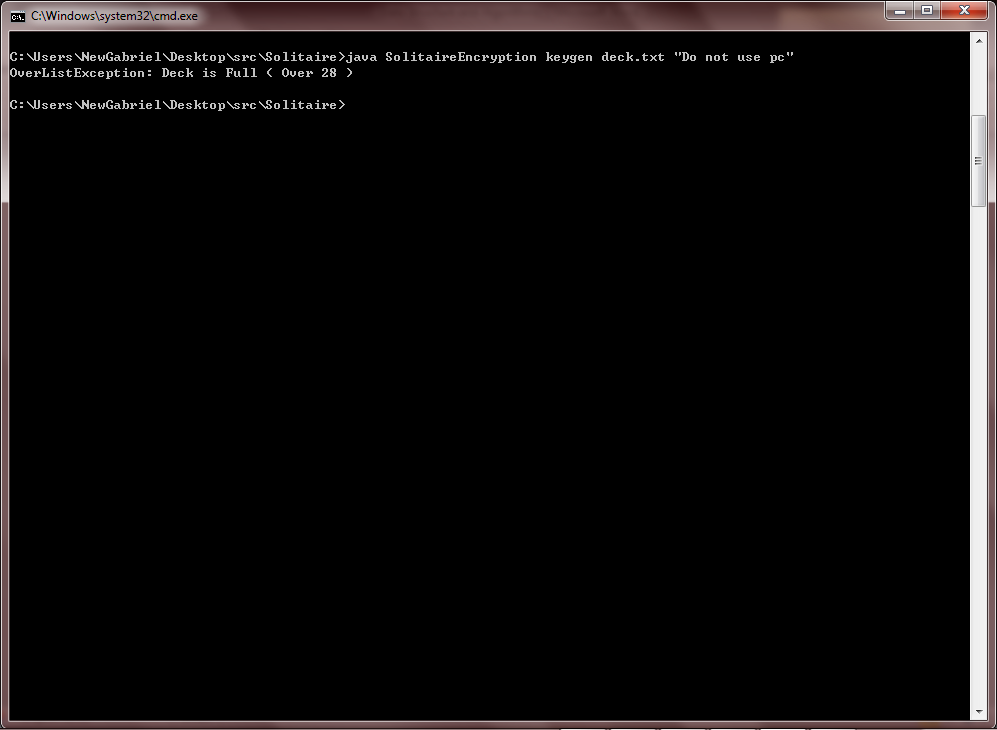 C:\Windows\system32\cmd.exe
C:\Users\NewGabriel\Desktop\src\Solitaire>java SolitaireEncryption keygen deck.txt "Do not use pc"
OverListException: Deck is Full ( Over 28 )
C:\Users\NewGabriel\Desktop\src\Solitaire>